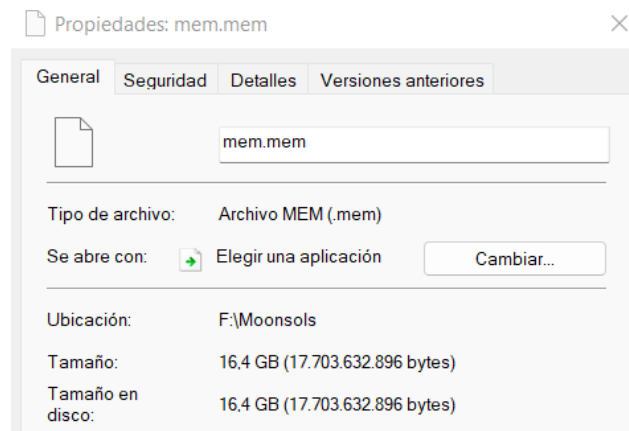 Propiedades: mem.mem
General Seguridad Detalles Versiones anteriores
mem.mem
Tipo de archivo: Archivo MEM (.mem)
Se abre con: Elegir una aplicación Cambiar...
Ubicación: F:\Moonsols
Tamaño: 16,4 GB (17.703.632.896 bytes)
Tamaño en disco: 16,4 GB (17.703.632.896 bytes)